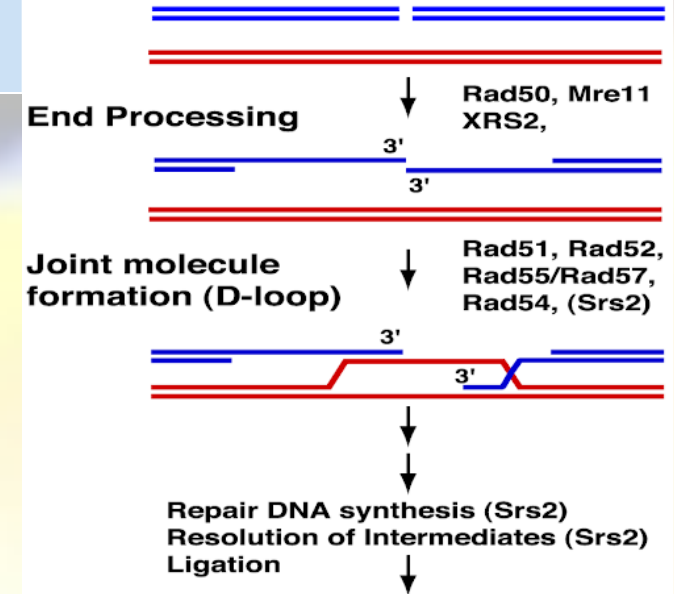 Rad50, Mre11
XRS2,
End Processing
3'
3'
Rad51, Rad52,
Rad55/Rad57,
Rad54, (Srs2)
Joint molecule
formation (D-loop)
3'
3'
Repair DNA synthesis (Srs2)
Resolution of Intermediates (Srs2)
Ligation